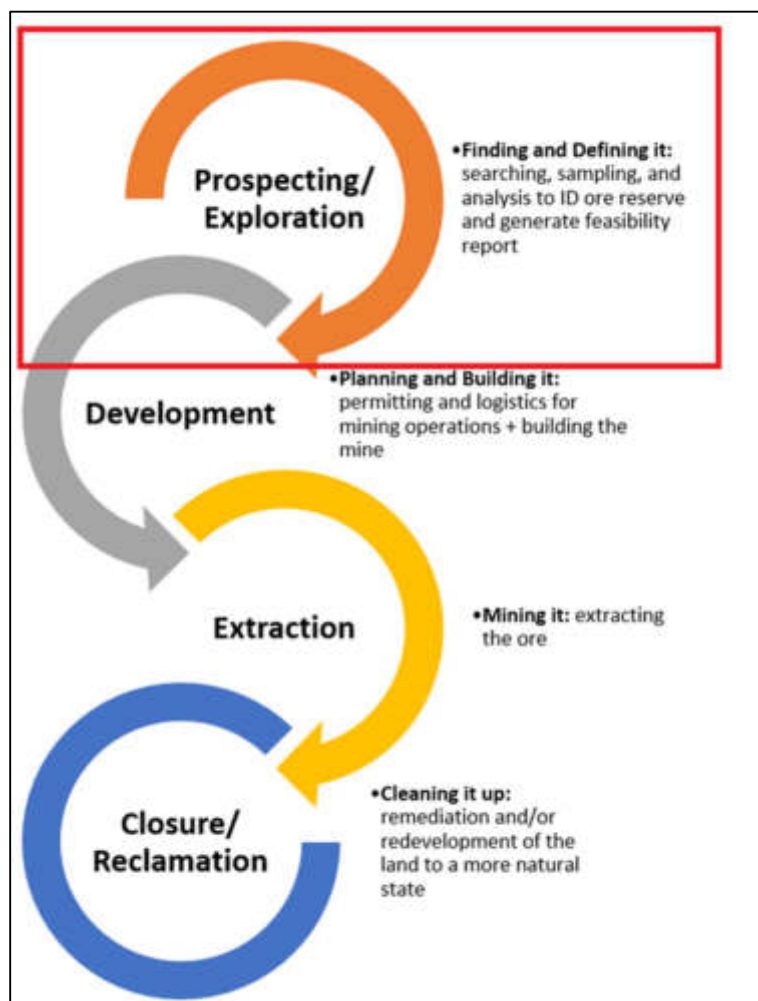 Prospecting/
Exploration
•Finding and Defining it:
searching, sampling, and
analysis to ID ore reserve
and generate feasibility
report
Development
•Planning and Building it:
permitting and logistics for
mining operations + building the
mine
Extraction
•Mining it: extracting
the ore
Closure/
Reclamation
•Cleaning it up:
remediation and/or
redevelopment of the
land to a more natural
state